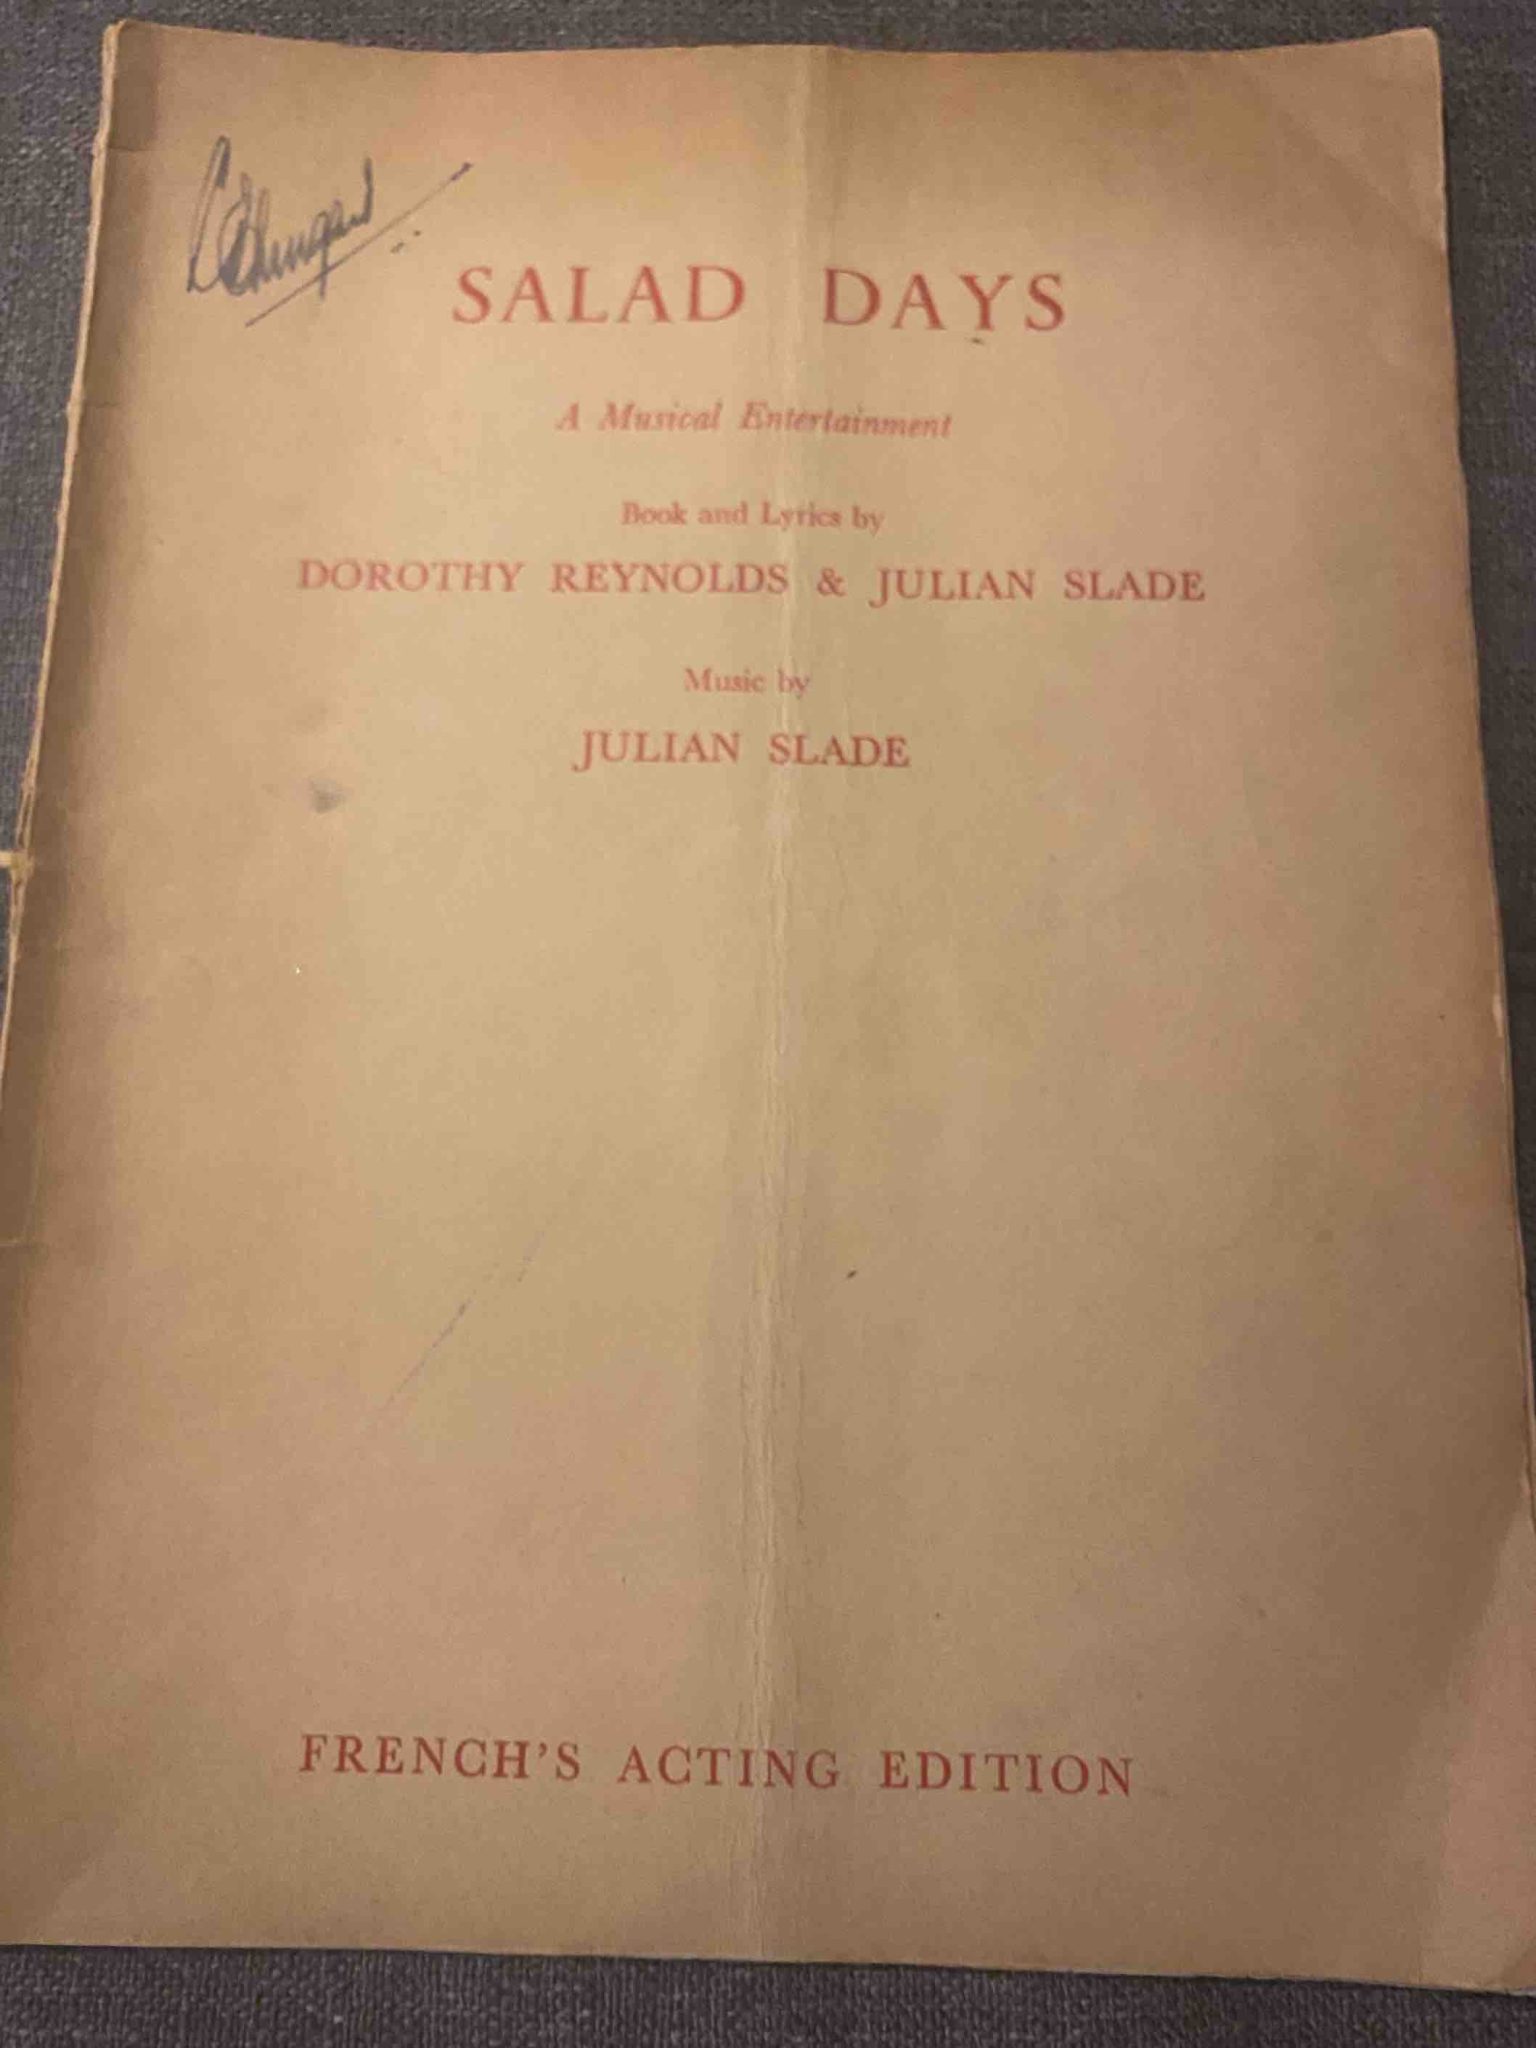 SALAD DAYS
A Musical Entertainment
Book and Lyrics by
DOROTHY REYNOLDS & JULIAN SLADE
Music by
JULIAN SLADE
FRENCH'S ACTING EDITION